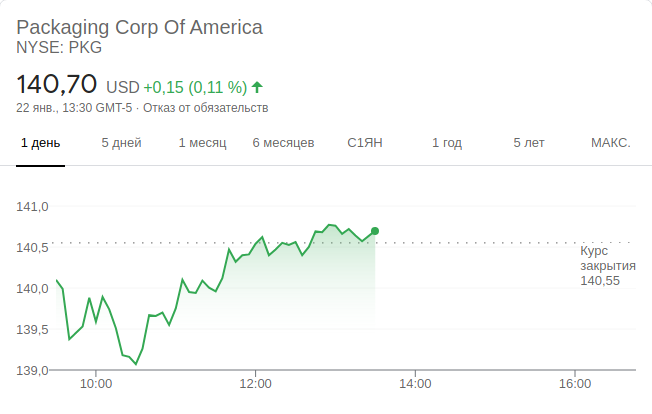 Packaging Corp Of America
NYSE: PKG
140,70 USD +0,15 (0,11 %)
22 янв., 13:30 GMT-5 · Отказ от обязательств
1 день 5 дней 1 месяц 6 месяцев С1ЯН 1 год 5 лет МАКС.
141,0
140,5
Курс
закрытия
140,55
140,0
139,5
139,0
10:00 12:00 14:00 16:00